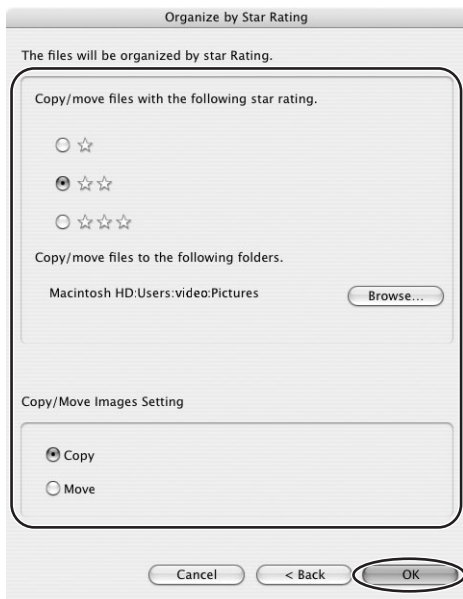 Organize by Star Rating
The files will be organized by star Rating.
Copy/move files with the following star rating.
Copy/move files to the following folders.
Macintosh HD:Users:video:Pictures
Browse...
Copy/Move Images Setting
Copy
Move
Cancel
< Back
OK